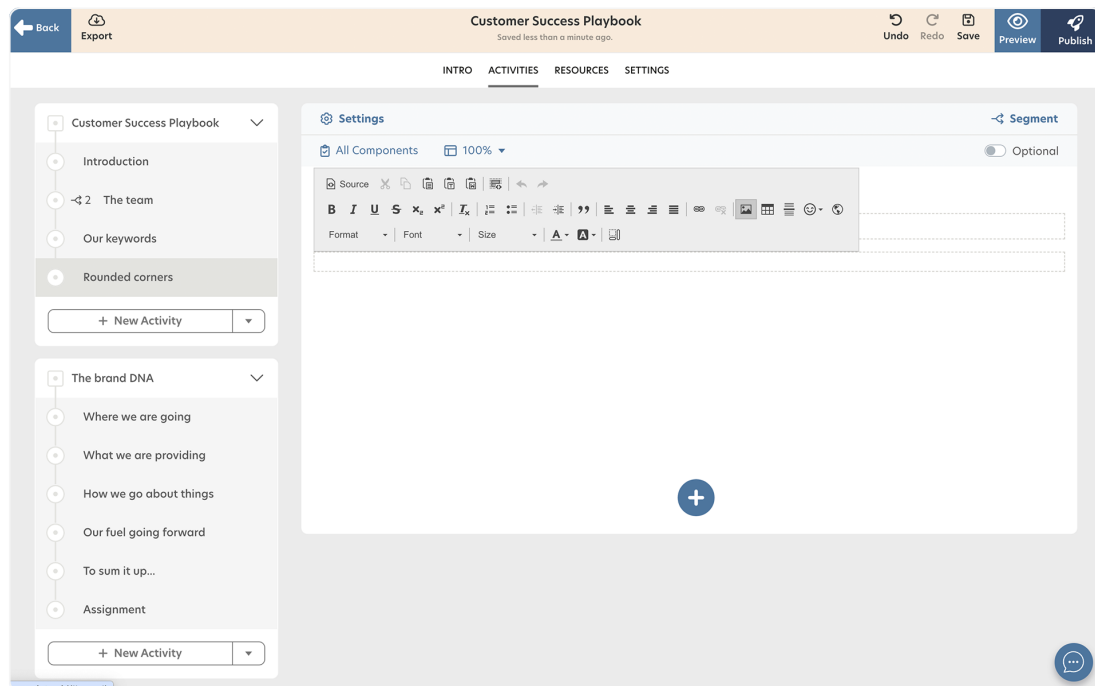 Back
Export
Customer Success Playbook
Saved less than a minute ago.
Undo
Redo
Save
Preview
Publish
INTRO
ACTIVITIES
RESOURCES
SETTINGS
Customer Success Playbook
Introduction
2 The team
Our keywords
Rounded corners
+ New Activity
The brand DNA
Where we are going
What we are providing
How we go about things
Our fuel going forward
To sum it up...
Assignment
+ New Activity
Settings
Segment
All Components
100%
Optional
Source
B I U S x₂ x² Iₓ
Format
Font
Size
A
A